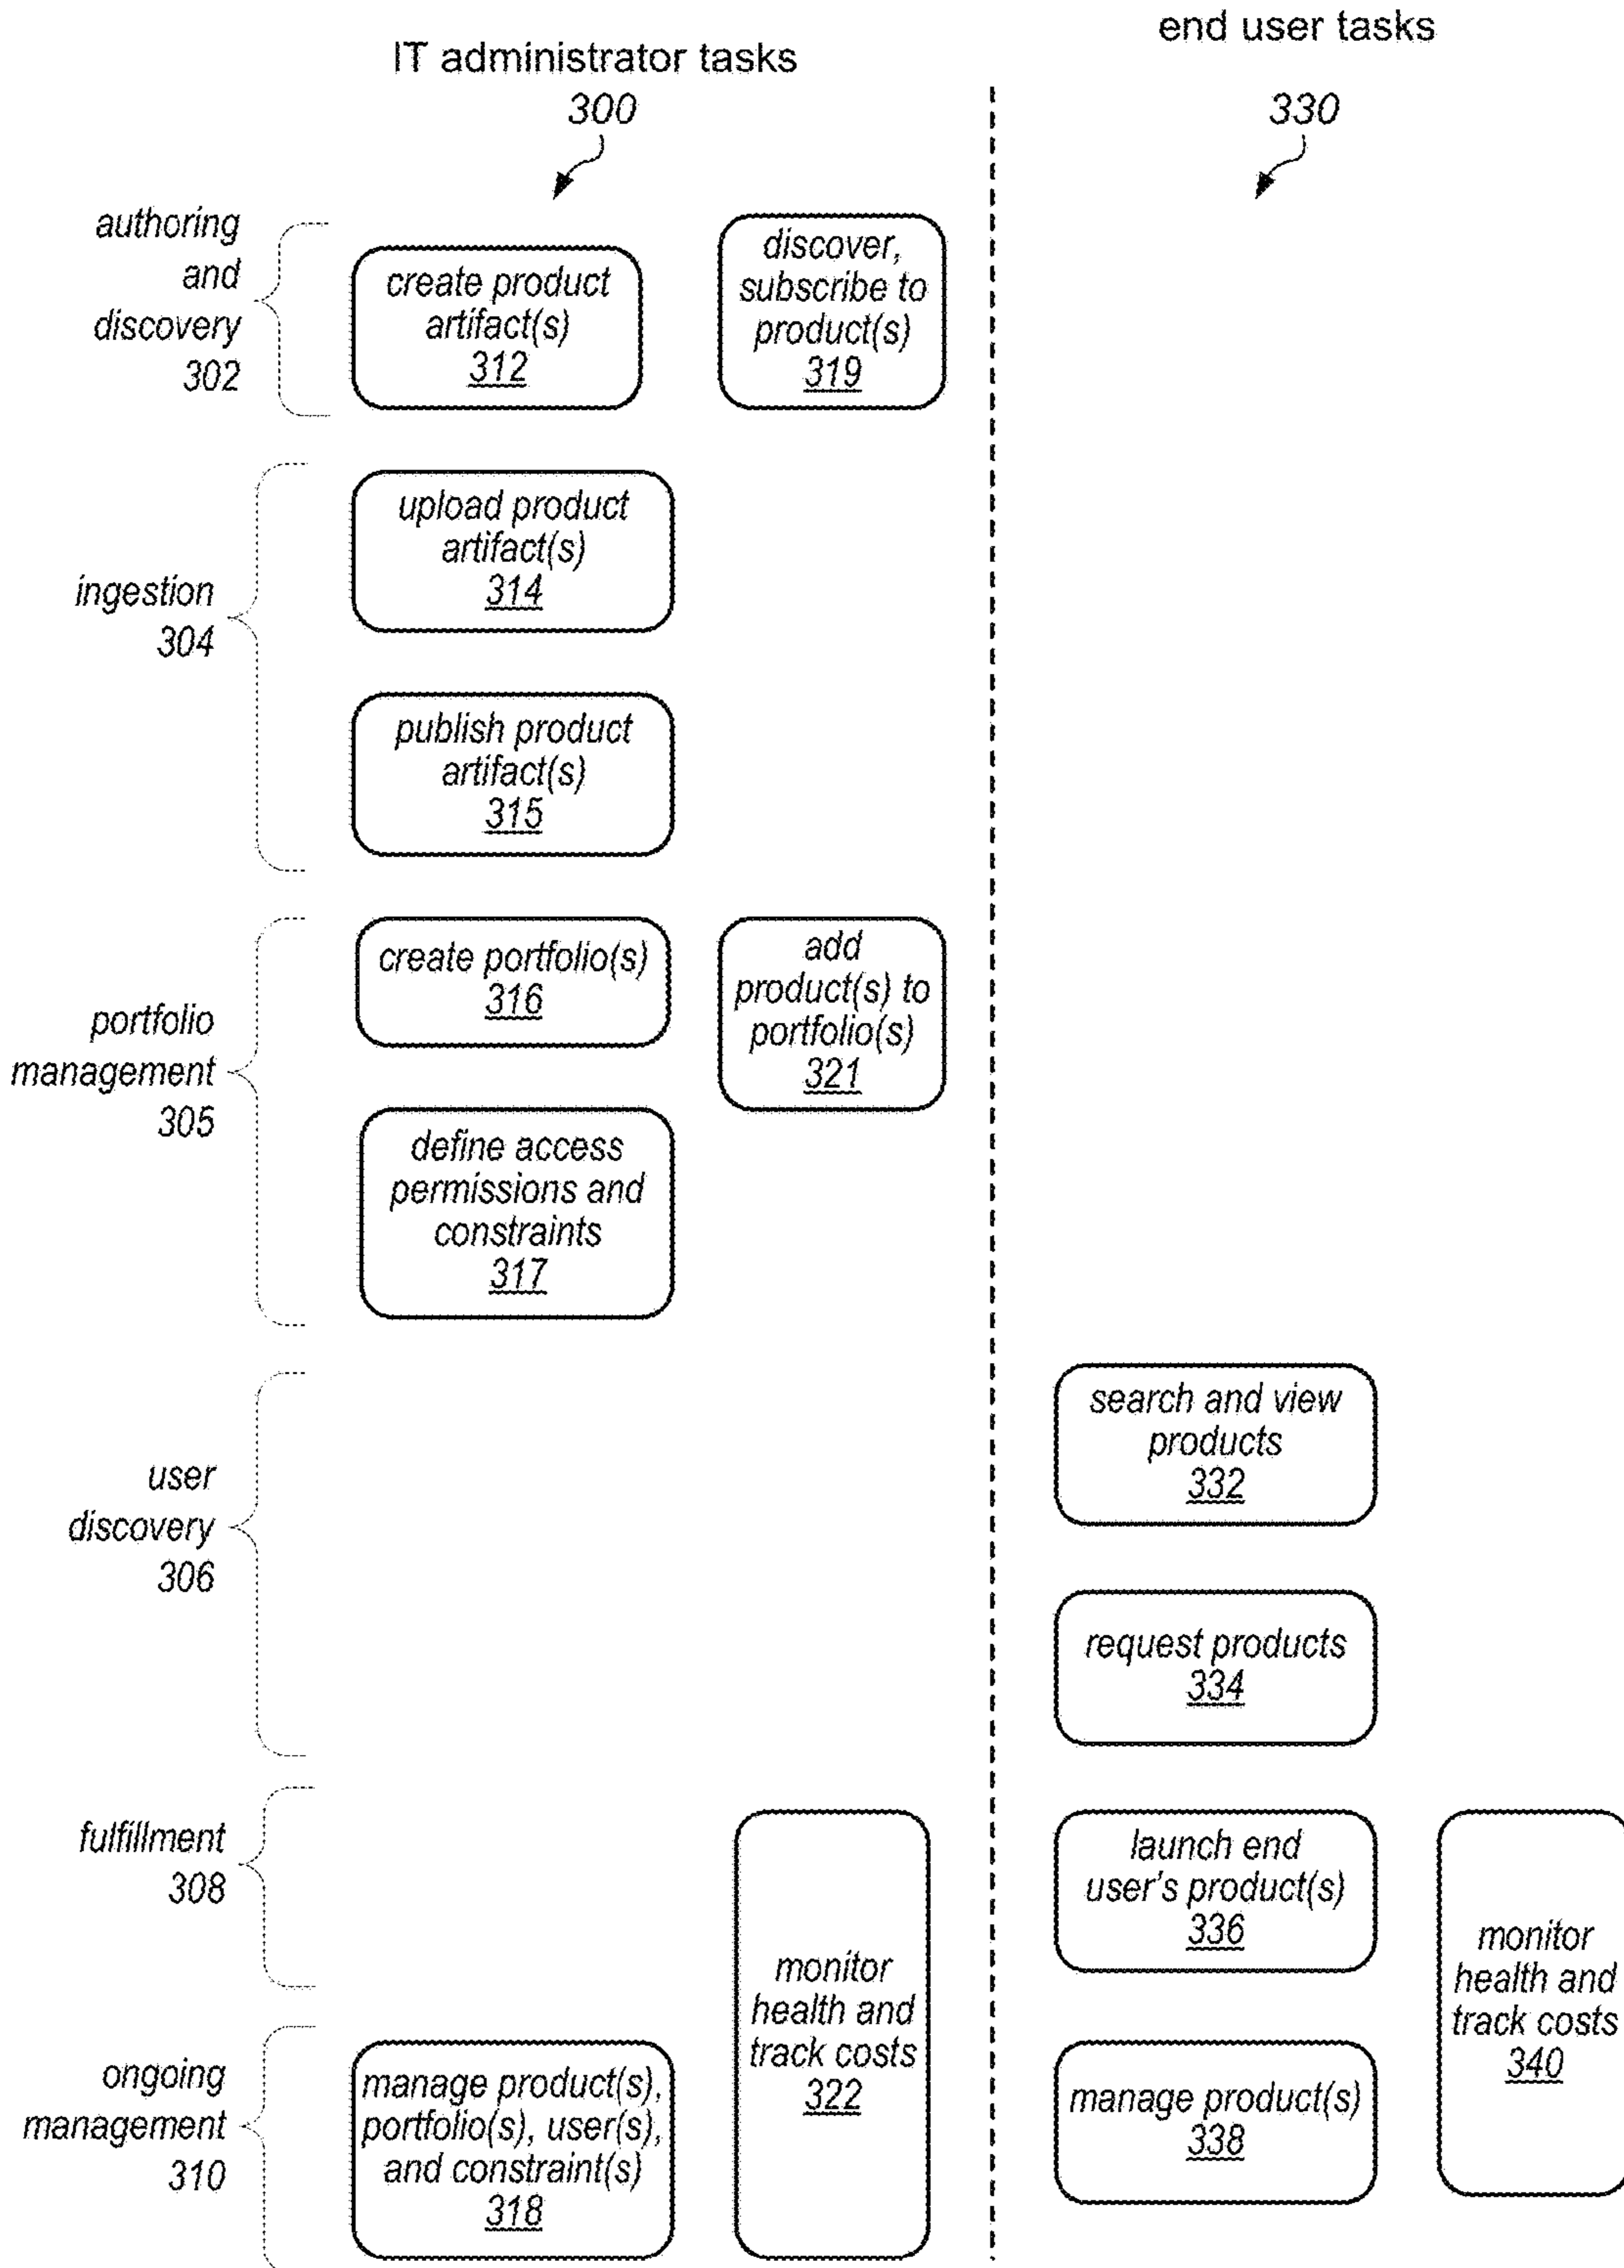 IT administrator tasks
300
end user tasks
330
authoring
and
discovery
302
create product
artifact(s)
312
discover,
subscribe to
product(s)
319
ingestion
304
upload product
artifact(s)
314
publish product
artifact(s)
315
portfolio
management
305
create portfolio(s)
316
add
product(s) to
portfolio(s)
321
define access
permissions and
constraints
317
user
discovery
306
search and view
products
332
request products
334
fulfillment
308
launch end
user's product(s)
336
monitor
health and
track costs
322
monitor
health and
track costs
340
ongoing
management
310
manage product(s),
portfolio(s), user(s),
and constraint(s)
318
manage product(s)
338